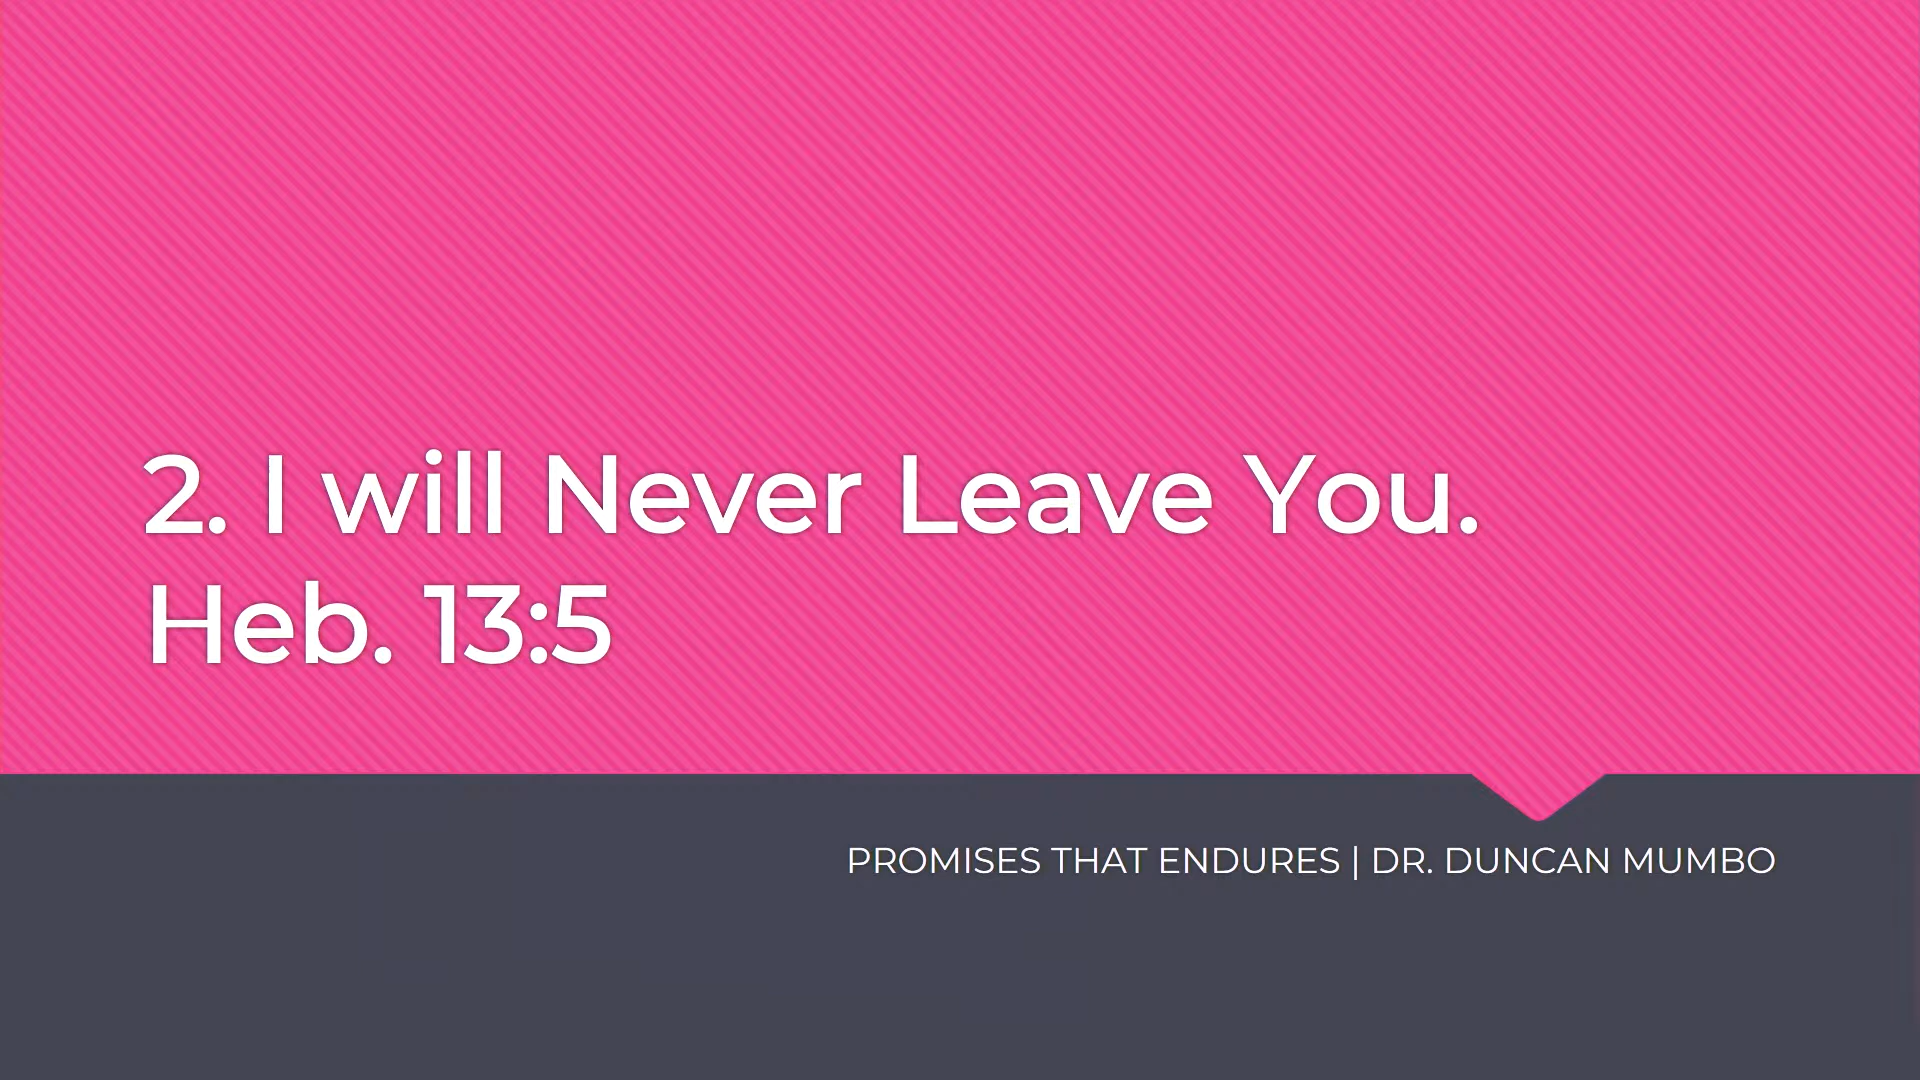 2. I will Never Leave You.
Heb. 13:5
PROMISES THAT ENDURES | DR. DUNCAN MUMBO